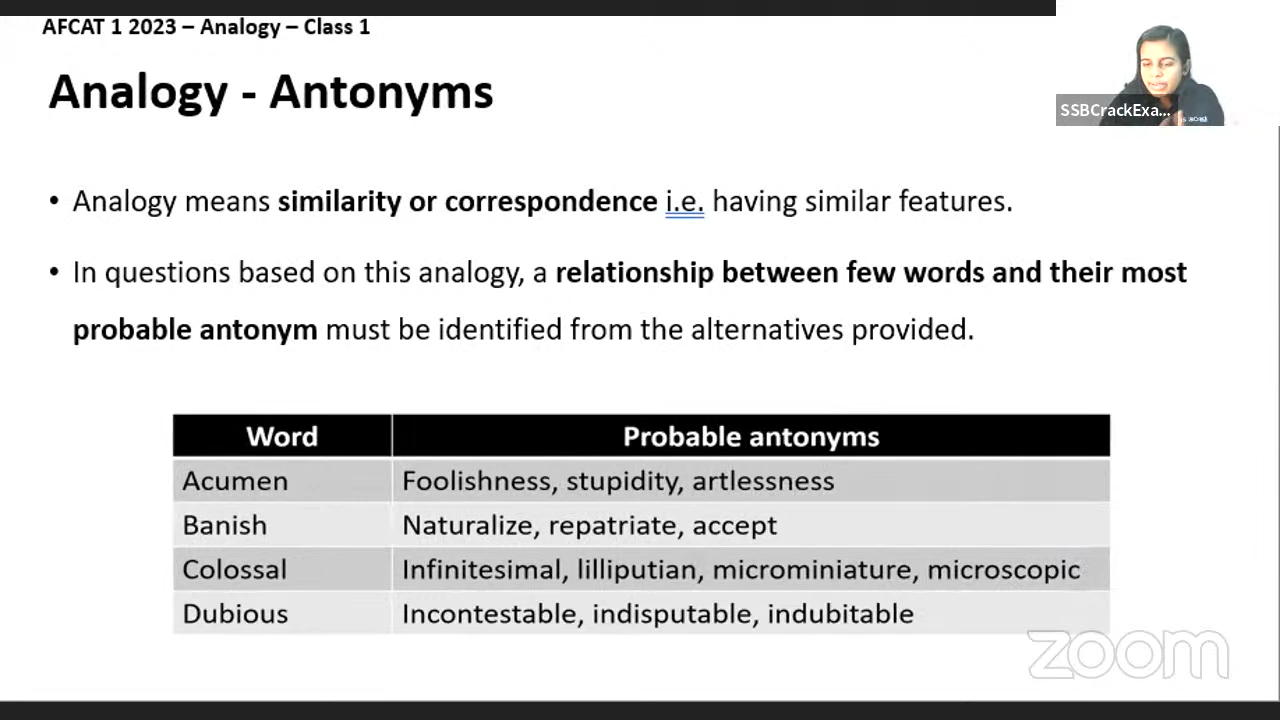 AFCAT 1 2023 – Analogy – Class 1
SSBCrackExa...
Analogy - Antonyms
• Analogy means similarity or correspondence i.e. having similar features.
• In questions based on this analogy, a relationship between few words and their most
probable antonym must be identified from the alternatives provided.
Word Probable antonyms
Acumen Foolishness, stupidity, artlessness
Banish Naturalize, repatriate, accept
Colossal Infinitesimal, lilliputian, microminiature, microscopic
Dubious Incontestable, indisputable, indubitable
zoom